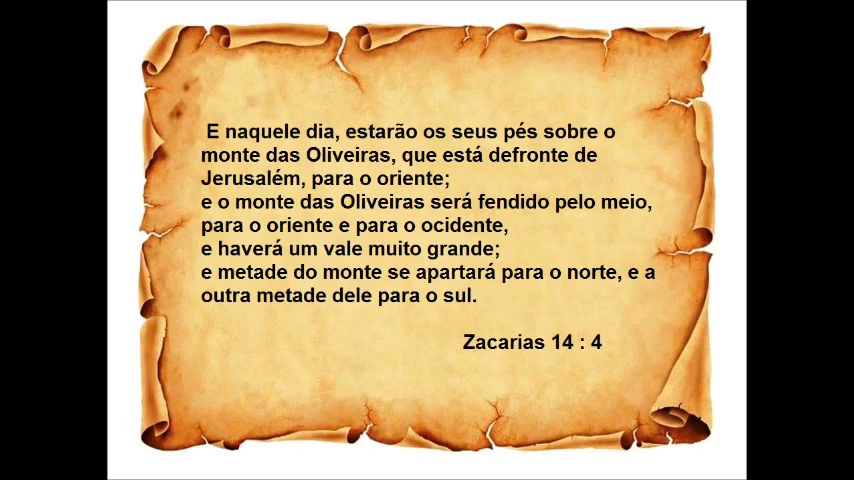 E naquele dia, estarão os seus pés sobre o
monte das Oliveiras, que está defronte de
Jerusalém, para o oriente;
e o monte das Oliveiras será fendido pelo meio,
para o oriente e para o ocidente,
e haverá um vale muito grande;
e metade do monte se apartará para o norte, e a
outra metade dele para o sul.
Zacarias 14 : 4